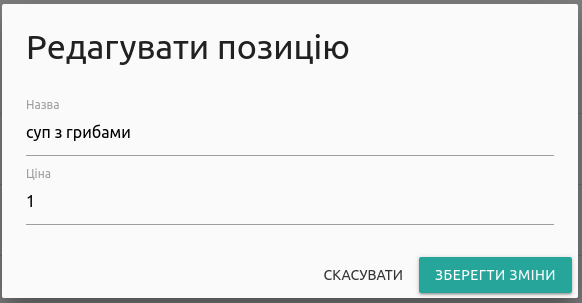 Редагувати позицію
Назва
суп з грибами
Ціна
1
СКАСУВАТИ ЗБЕРЕГТИ ЗМІНИ